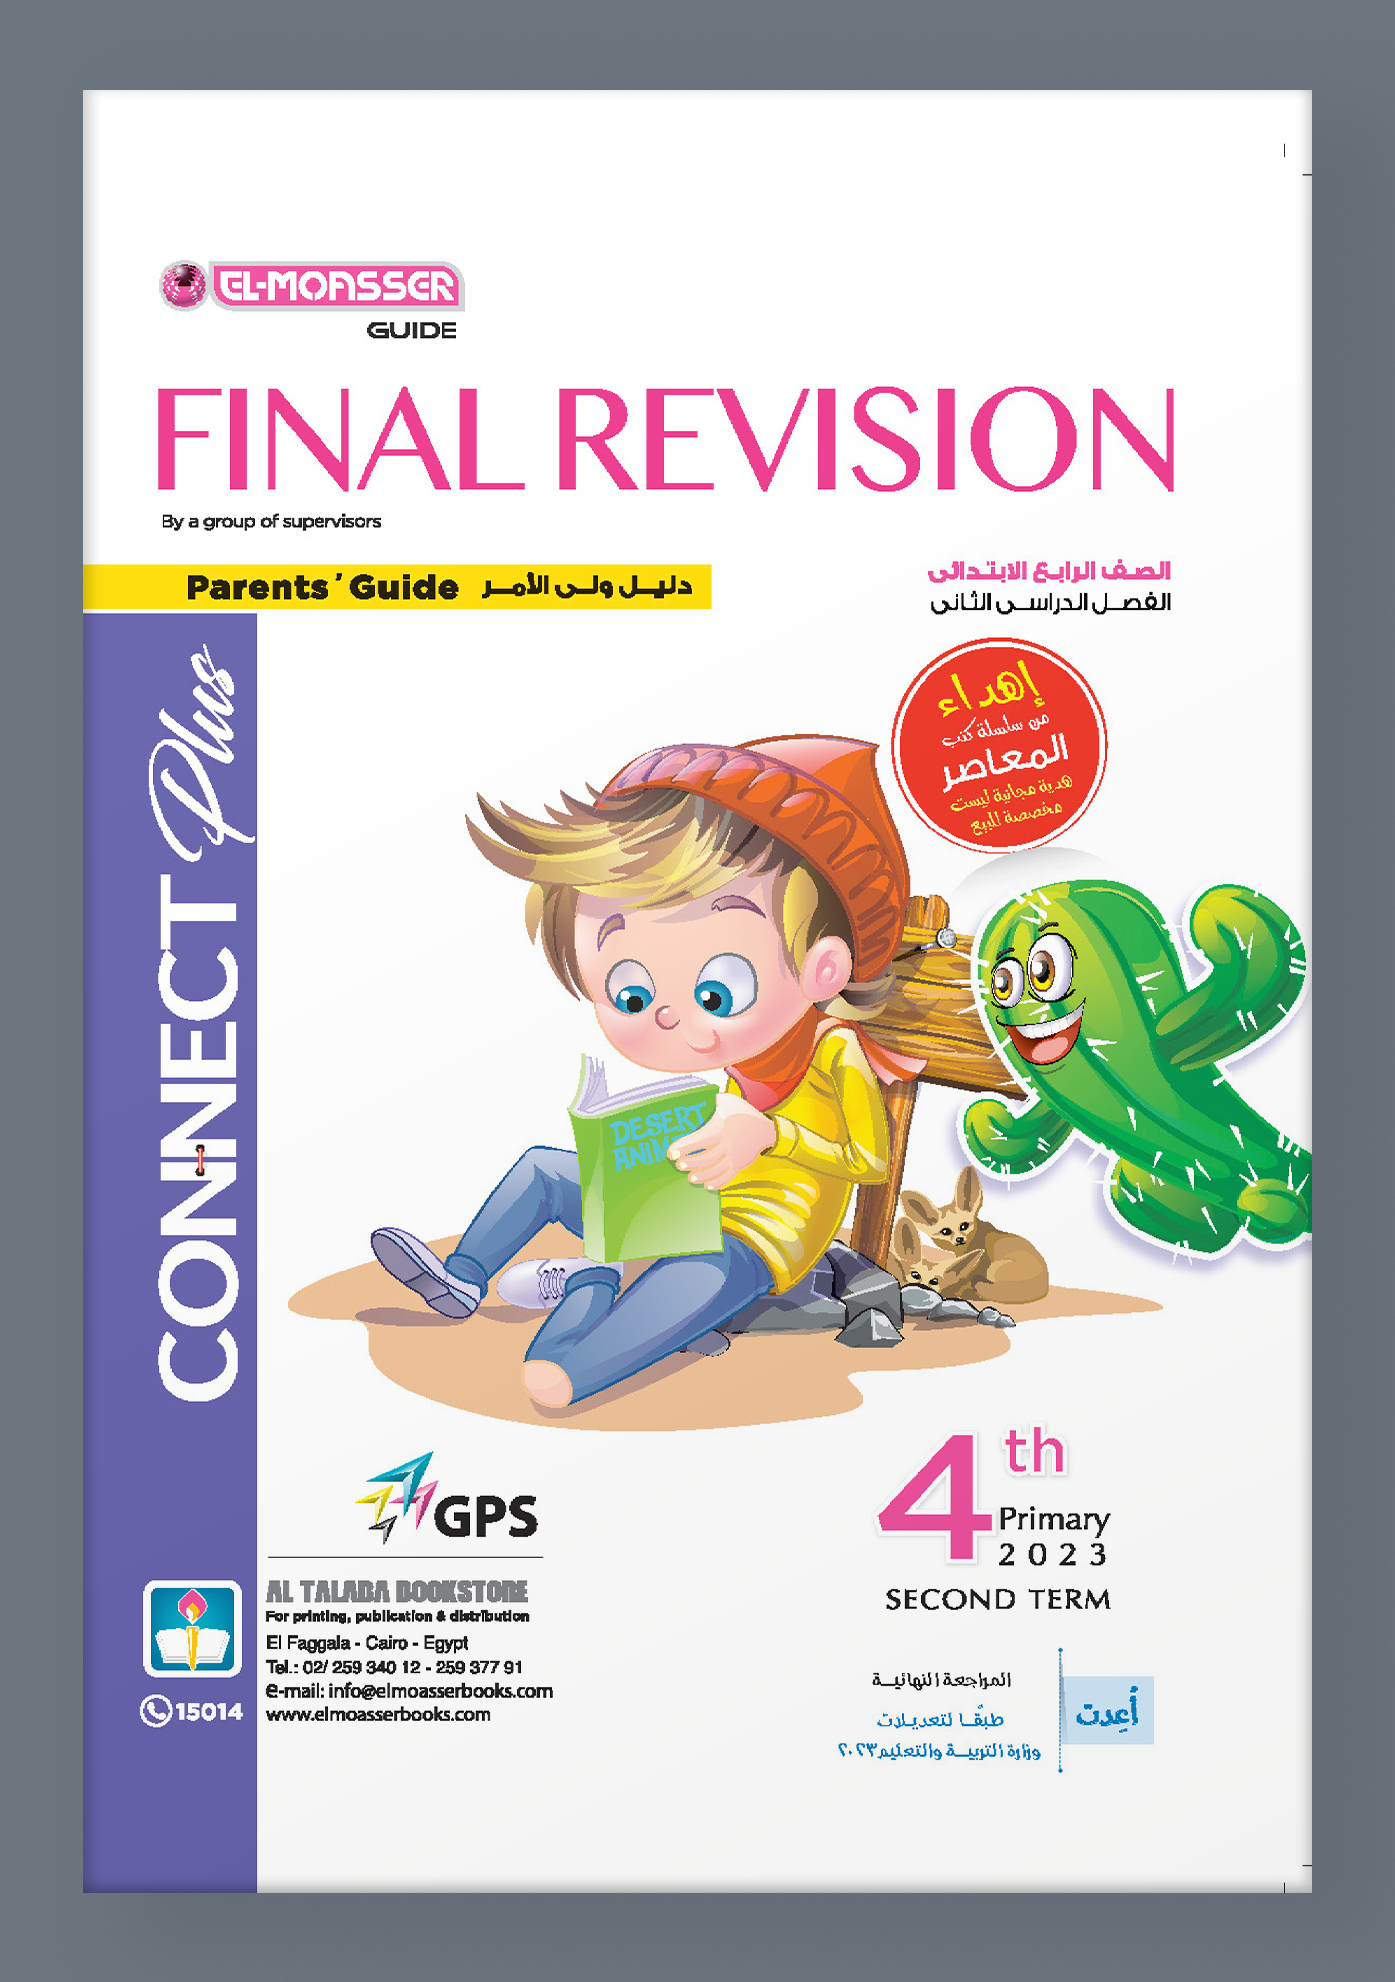 EL-MOASSER
GUIDE
FINAL REVISION
By a group of supervisors
Parents' Guide دليل ولى الأمر
الصف الرابع الابتدائى
الفصل الدراسى الثانى
إهداء
من سلسلة كتب
المعاصر
هدية مجانية ليست
مخصصة للبيع
CONNECT Plus
DESERT
ANIM
GPS
4th
Primary
2023
SECOND TERM
AL TALABA BOOKSTORE
For printing, publication & distribution
El Faggala - Cairo - Egypt
Tel.: 02/ 259 340 12 - 259 377 91
e-mail: info@elmoasserbooks.com
www.elmoasserbooks.com
15014
أعدت
المراجعة النهائية
طبقًا لتعديلات
وزارة التربية والتعليم ٢٠٢٣